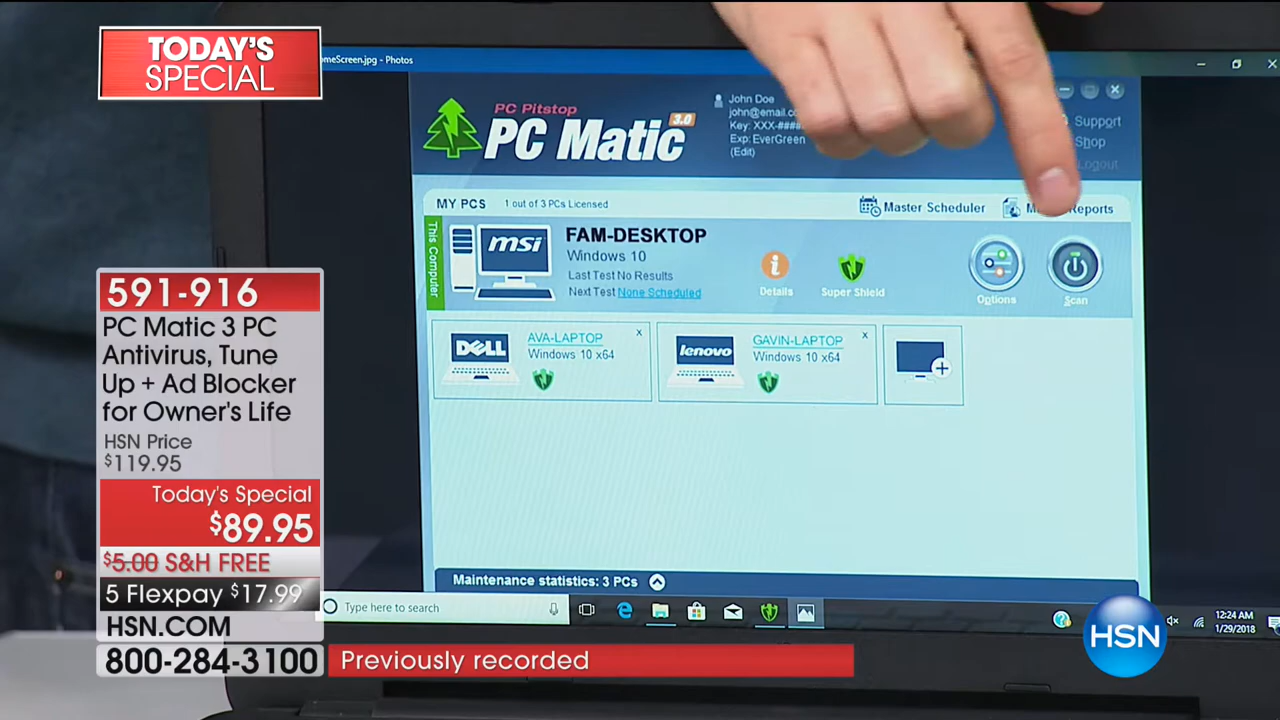 TODAY'S
SPECIAL
591-916
PC Matic 3 PC
Antivirus, Tune
Up + Ad Blocker
for Owner's Life
HSN Price
$119.95
Today's Special
$89.95
$5.00 S&H FREE
5 Flexpay $17.99
HSN.COM
800-284-3100
Previously recorded
HSN
omeScreen.jpg - Photos
PC Pitstop
PC Matic 3.0
John Doe
john@email.co
Key: XXX-####
Exp: EverGreen
(Edit)
Support
Shop
Logout
MY PCS
1 out of 3 PCs Licensed
Master Scheduler
Reports
This Computer
msi
FAM-DESKTOP
Windows 10
Last Test No Results
Next Test None Scheduled
Details
Super Shield
Options
Scan
DELL
AVA-LAPTOP
Windows 10 x64
x
lenovo
GAVIN-LAPTOP
Windows 10 x64
x
Maintenance statistics: 3 PCs
Type here to search
12:24 AM
1/29/2018